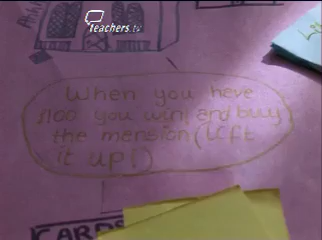 teachers.tv
When you have
£100 you win! and buy
the mension (Lift
it up!)
CARDS